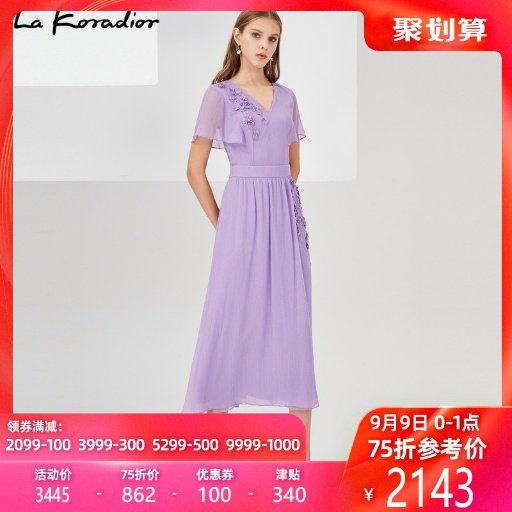 La Koradior
聚划算
领券满减:
2099-100 3999-300 5299-500 9999-1000
活动价 75折价 优惠券 津贴
3445 - 862 - 100 - 340
9月9日 0-1点
75折参考价
¥ 2143